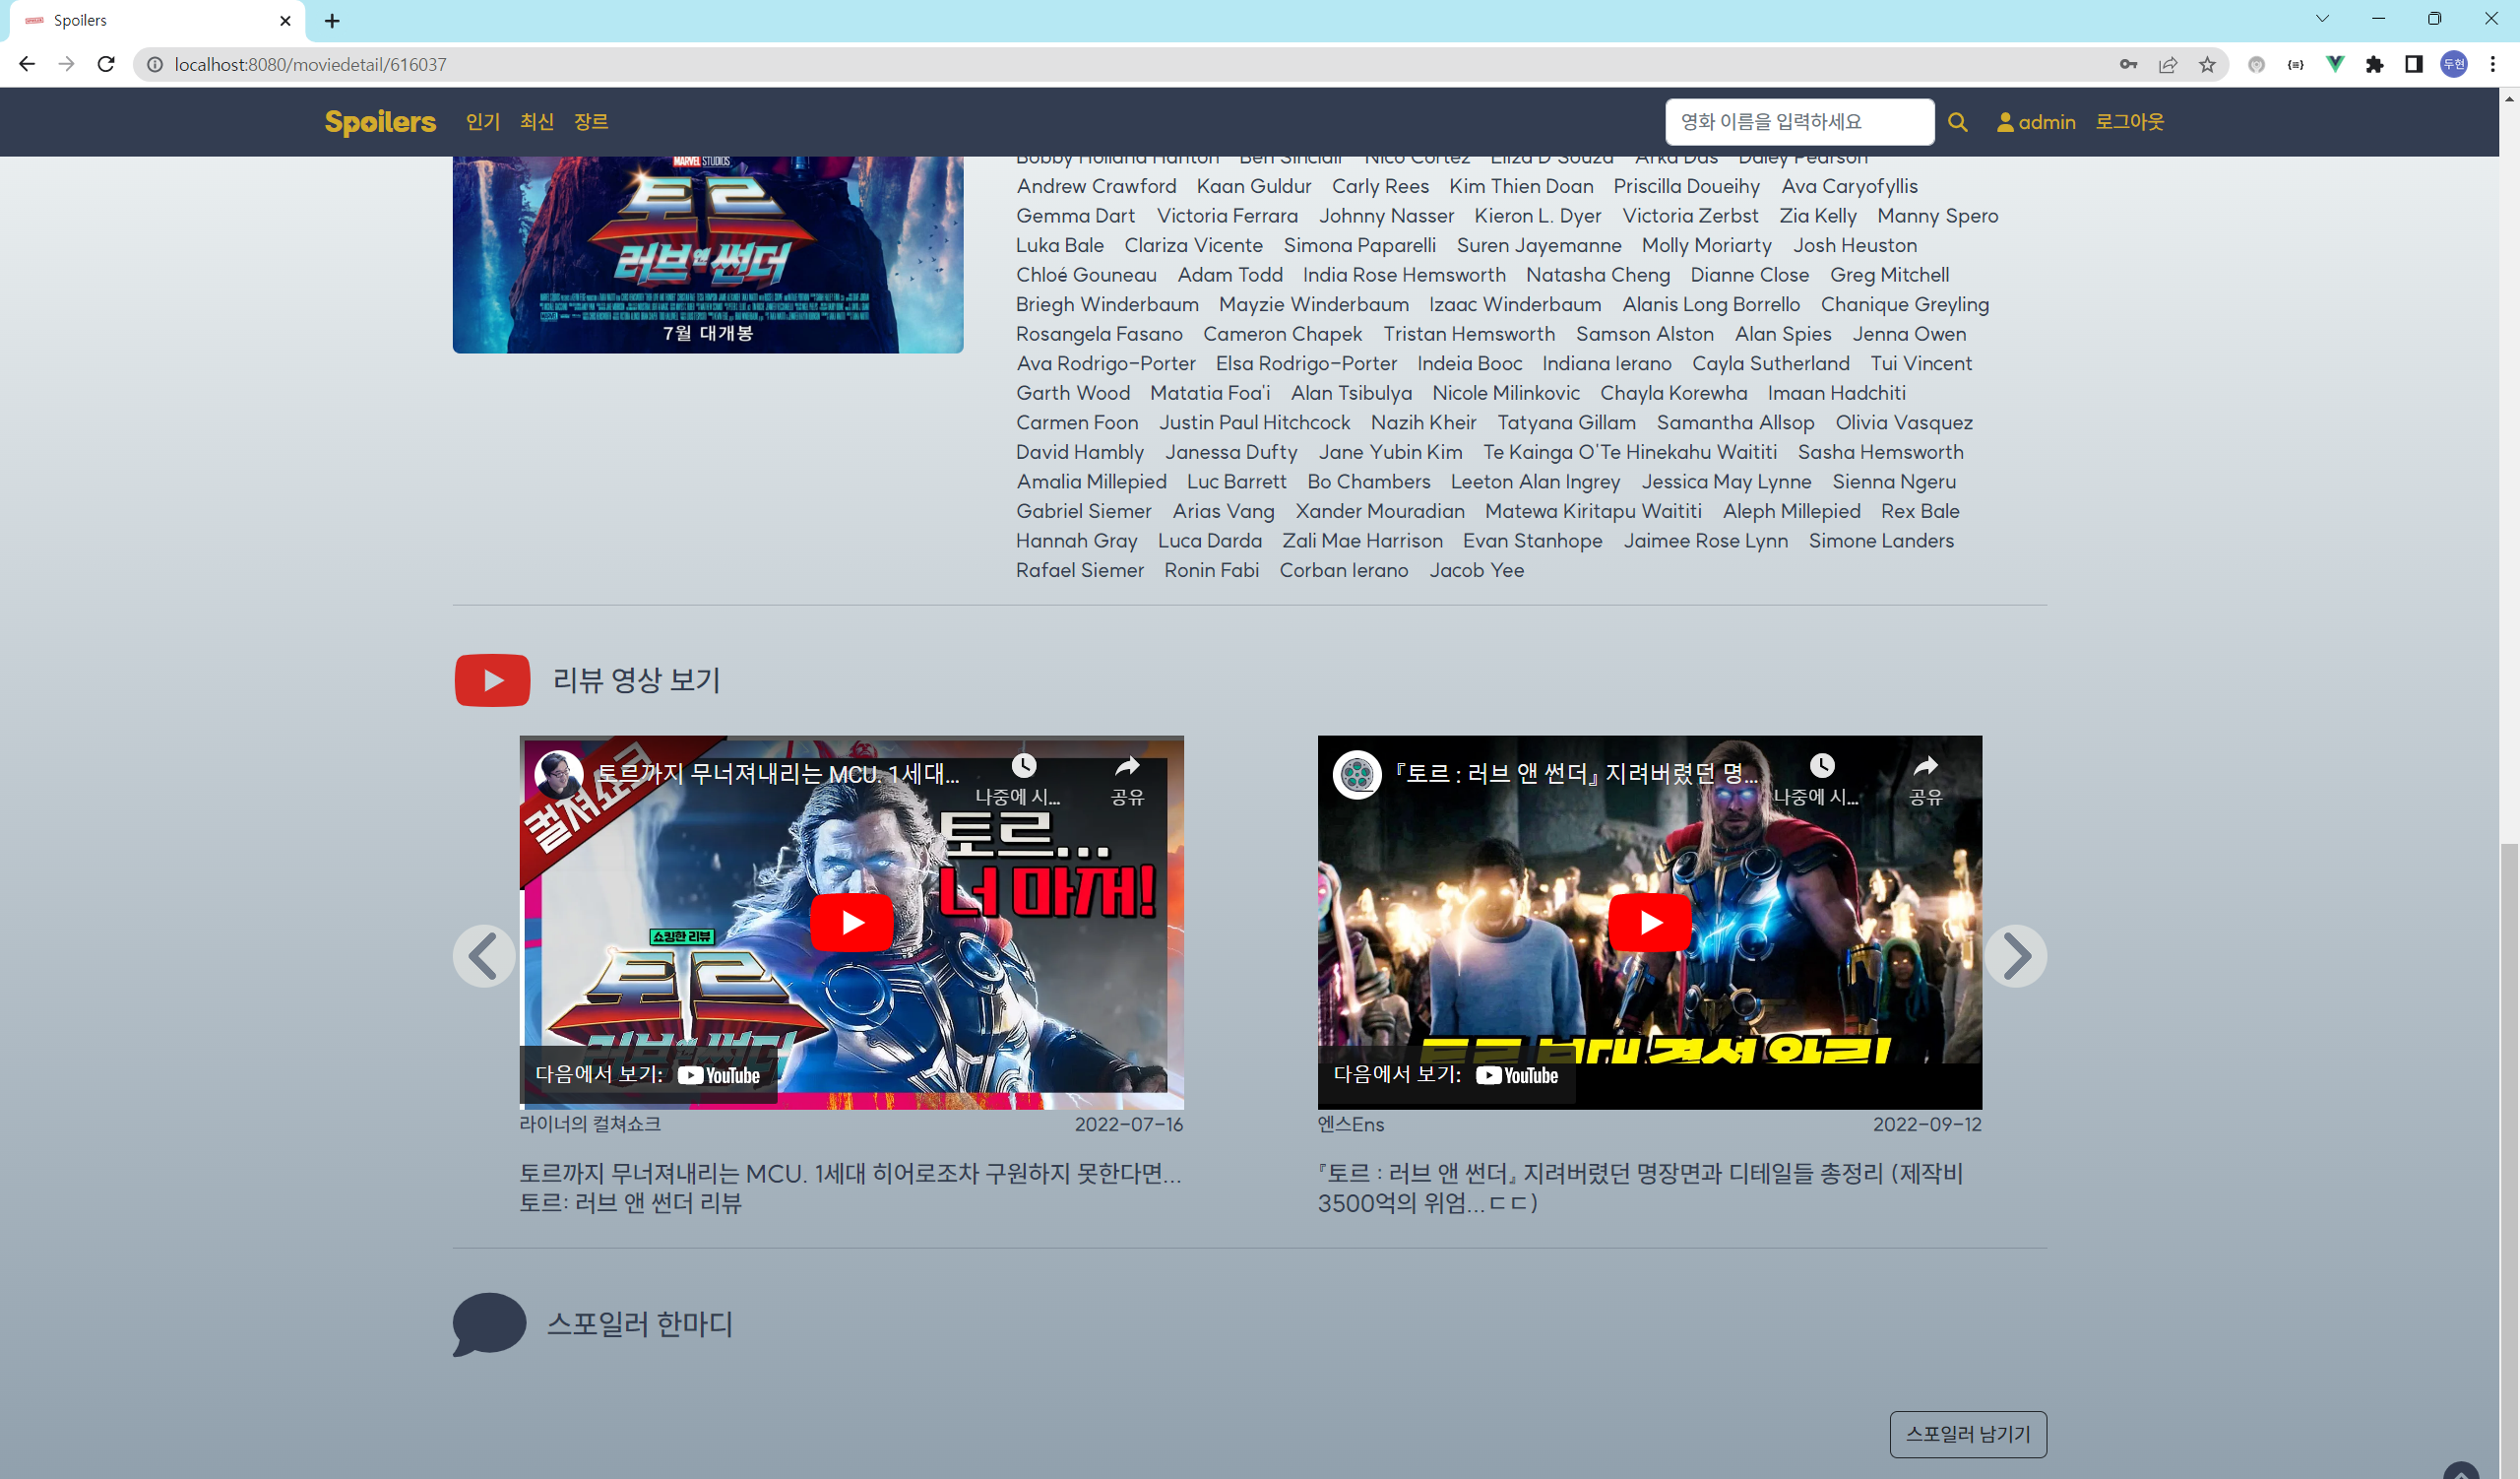 Spoilers
localhost:8080/moviedetail/616037
두현
Spoilers 인기 최신 장르 영화 이름을 입력하세요 admin 로그아웃
MARVEL STUDIOS
토르
러브 앤 썬더
7월 대개봉
Bobby Holland Hanton Ben Sinclair Nico Cortez Eliza D'Souza Arka Das Daley Pearson
Andrew Crawford Kaan Guldur Carly Rees Kim Thien Doan Priscilla Doueihy Ava Caryofyllis
Gemma Dart Victoria Ferrara Johnny Nasser Kieron L. Dyer Victoria Zerbst Zia Kelly Manny Spero
Luka Bale Clariza Vicente Simona Paparelli Suren Jayemanne Molly Moriarty Josh Heuston
Chloé Gouneau Adam Todd India Rose Hemsworth Natasha Cheng Dianne Close Greg Mitchell
Briegh Winderbaum Mayzie Winderbaum Izaac Winderbaum Alanis Long Borrello Chanique Greyling
Rosangela Fasano Cameron Chapek Tristan Hemsworth Samson Alston Alan Spies Jenna Owen
Ava Rodrigo-Porter Elsa Rodrigo-Porter Indeia Booc Indiana Ierano Cayla Sutherland Tui Vincent
Garth Wood Matatia Foa'i Alan Tsibulya Nicole Milinkovic Chayla Korewha Imaan Hadchiti
Carmen Foon Justin Paul Hitchcock Nazih Kheir Tatyana Gillam Samantha Allsop Olivia Vasquez
David Hambly Janessa Dufty Jane Yubin Kim Te Kainga O'Te Hinekahu Waititi Sasha Hemsworth
Amalia Millepied Luc Barrett Bo Chambers Leeton Alan Ingrey Jessica May Lynne Sienna Ngeru
Gabriel Siemer Arias Vang Xander Mouradian Matewa Kiritapu Waititi Aleph Millepied Rex Bale
Hannah Gray Luca Darda Zali Mae Harrison Evan Stanhope Jaimee Rose Lynn Simone Landers
Rafael Siemer Ronin Fabi Corban Ierano Jacob Yee
리뷰 영상 보기
토르까지 무너져내리는 MCU. 1세대...
나중에 시... 공유
컬쳐쇼크
토르...
너 마저!
쇼킹한 리뷰
토르
러브 앤 썬더
다음에서 보기: YouTube
라이너의 컬쳐쇼크 2022-07-16
토르까지 무너져내리는 MCU. 1세대 히어로조차 구원하지 못한다면...
토르: 러브 앤 썬더 리뷰
『토르 : 러브 앤 썬더』 지려버렸던 명...
나중에 시... 공유
다음에서 보기: YouTube
엔스Ens 2022-09-12
『토르 : 러브 앤 썬더』 지려버렸던 명장면과 디테일들 총정리 (제작비
3500억의 위엄...ㄷㄷ)
스포일러 한마디
스포일러 남기기